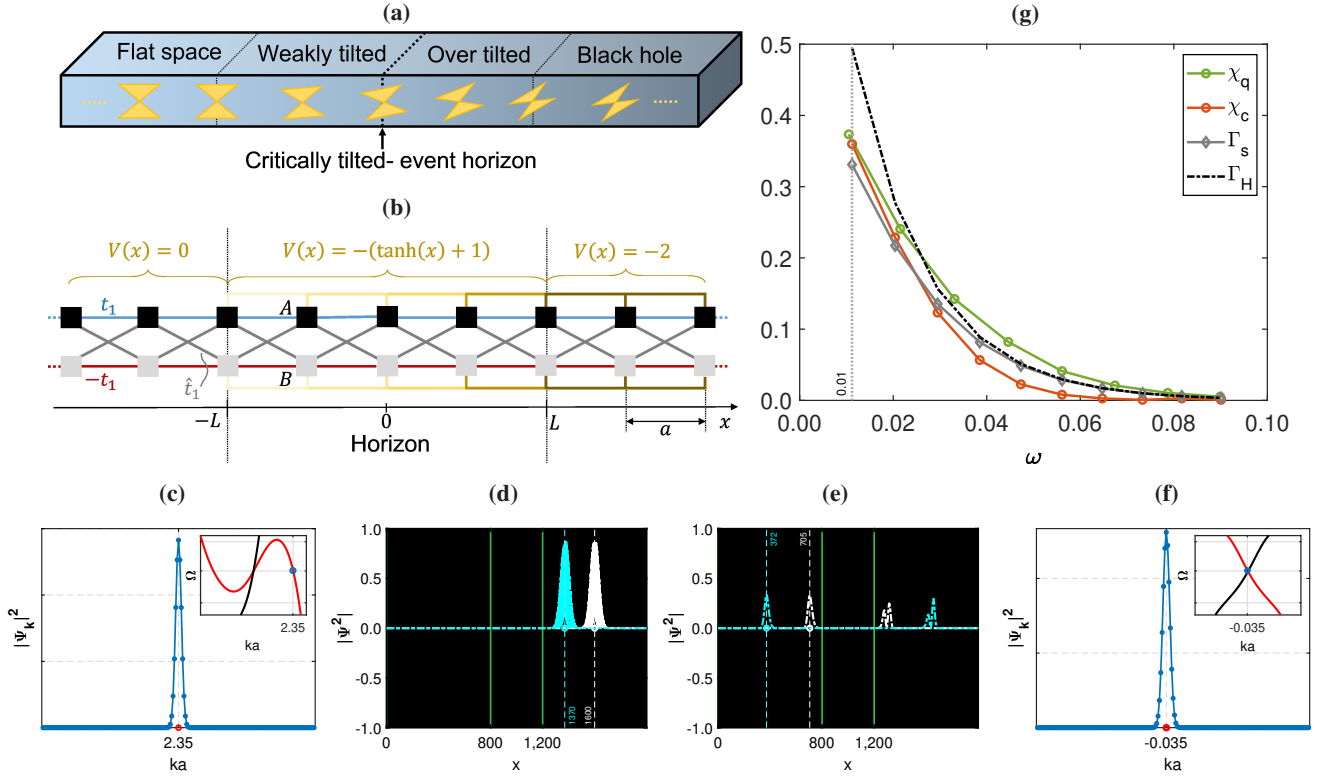 (a)
Flat space Weakly tilted Over tilted Black hole
Critically tilted- event horizon
(b)
V(x) = 0 V(x) = −(tanh(x) + 1) V(x) = −2
t₁ A
−t₁ t̂₁ B
−L 0 L a x
Horizon
(g)
0.5
0.4
0.3
0.2
0.1
0.0
χq
χc
Γs
ΓH
0.01
0.00 0.02 0.04 0.06 0.08 0.10
ω
(c)
|Ψk|²
Ω
2.35
ka
2.35
ka
(d)
|Ψ²|
1.0
0.5
0.0
-0.5
-1.0
1370 1600
0 800 1,200
x
(e)
|Ψ²|
1.0
0.5
0.0
-0.5
-1.0
372 705
0 800 1,200
x
(f)
|Ψk|²
Ω
-0.035
ka
-0.035
ka